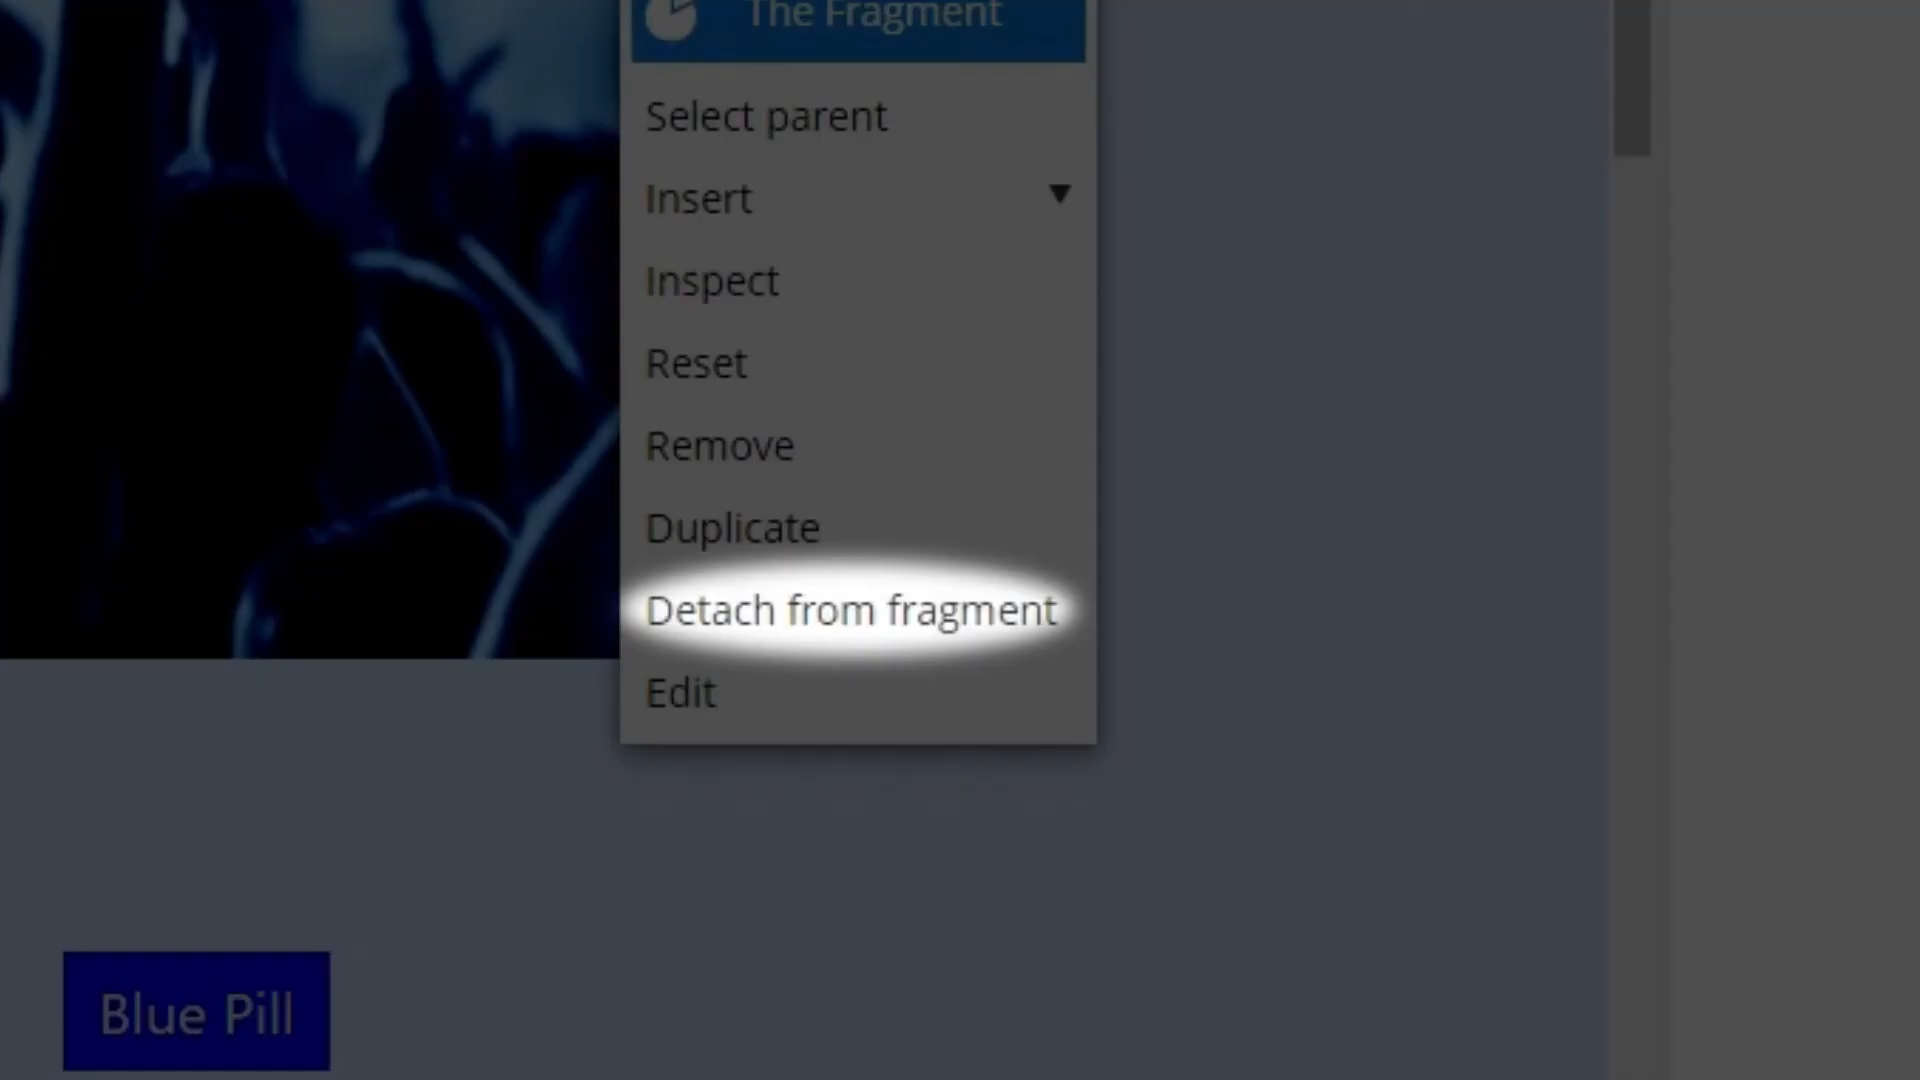 The Fragment
Select parent
Insert
Inspect
Reset
Remove
Duplicate
Detach from fragment
Edit
Blue Pill